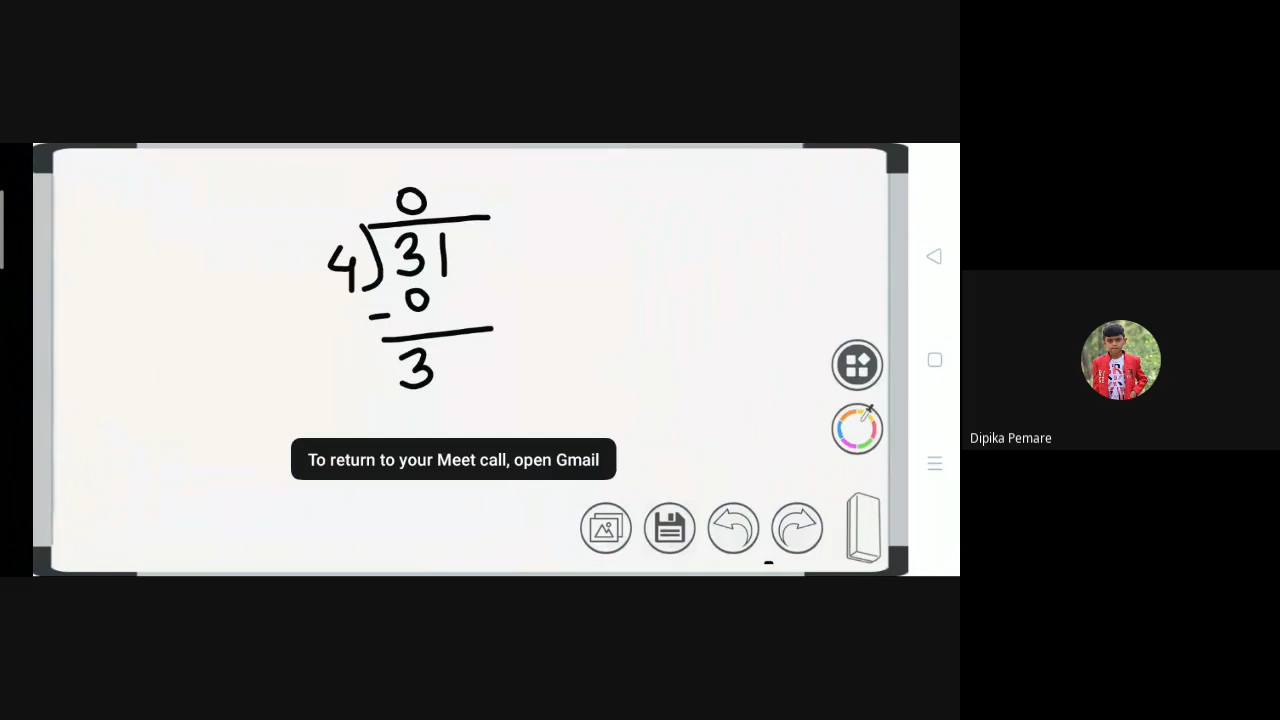 0
4)31
- 0
3
To return to your Meet call, open Gmail
Dipika Pemare